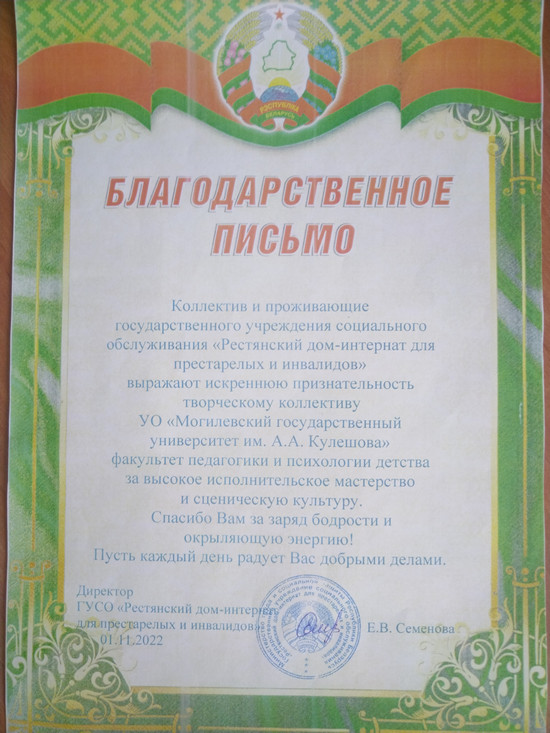 РЭСПУБЛІКА
БЕЛАРУСЬ
БЛАГОДАРСТВЕННОЕ
ПИСЬМО
Коллектив и проживающие
государственного учреждения социального
обслуживания «Рестянский дом-интернат для
престарелых и инвалидов»
выражают искреннюю признательность
творческому коллективу
УО «Могилевский государственный
университет им. А.А. Кулешова»
факультет педагогики и психологии детства
за высокое исполнительское мастерство
и сценическую культуру.
Спасибо Вам за заряд бодрости и
окрыляющую энергию!
Пусть каждый день радует Вас добрыми делами.
Директор
ГУСО «Рестянский дом-интернат
для престарелых и инвалидов»
Е.В. Семенова
01.11.2022